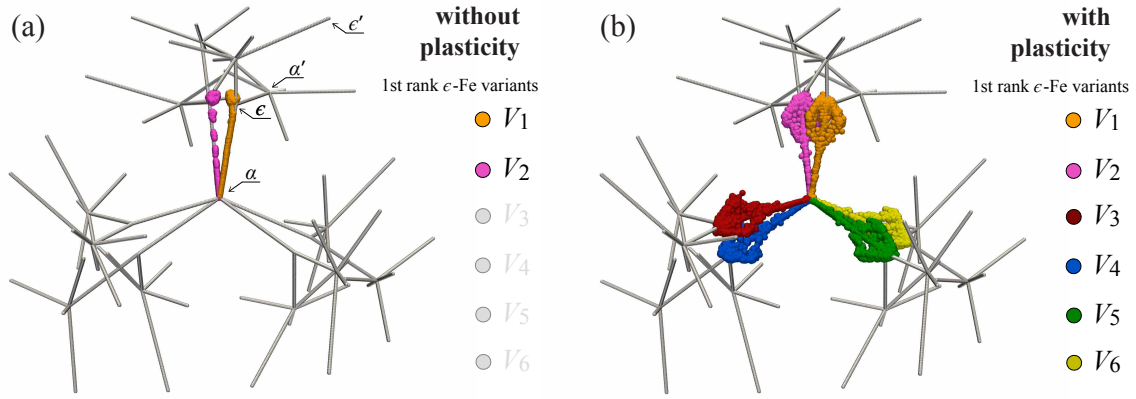 (a)
without
plasticity
1st rank ϵ-Fe variants
ϵ′
α′
ϵ
α
V1
V2
V3
V4
V5
V6
(b)
with
plasticity
1st rank ϵ-Fe variants
V1
V2
V3
V4
V5
V6